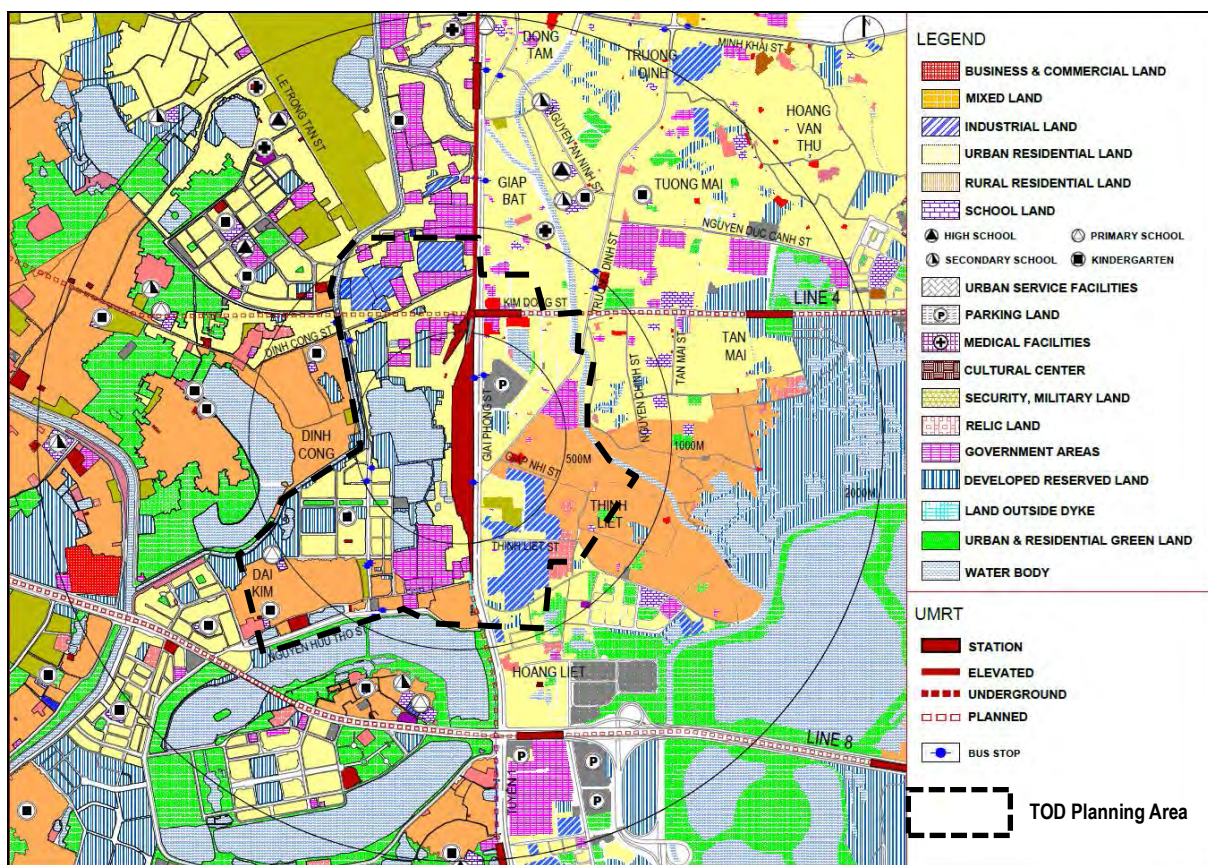 DONG
TAM
TRUONG
DINH
MINH KHAI ST
N
LE TRONG TAN ST
HOANG
VAN
THU
NGUYEN AN NINH ST
GIAP
BAT
TUONG MAI
NGUYEN DUC CANH ST
DINH ST
KIM DONG ST
LINE 4
DINH CONG ST
TAN
MAI
TAN MAI ST
NGUYEN CHINH ST
P
GIAI PHONG ST
DINH
CONG
1000M
500M
GIAP NHI ST
2000M
THINH
LIET
THINH LIET ST
DAI
KIM
NGUYEN HUU THO ST
HOANG LIET
LINE 8
P
P
P
LEGEND
BUSINESS & COMMERCIAL LAND
MIXED LAND
INDUSTRIAL LAND
URBAN RESIDENTIAL LAND
RURAL RESIDENTIAL LAND
SCHOOL LAND
HIGH SCHOOL
PRIMARY SCHOOL
SECONDARY SCHOOL
KINDERGARTEN
URBAN SERVICE FACILITIES
P PARKING LAND
MEDICAL FACILITIES
CULTURAL CENTER
SECURITY, MILITARY LAND
RELIC LAND
GOVERNMENT AREAS
DEVELOPED RESERVED LAND
LAND OUTSIDE DYKE
URBAN & RESIDENTIAL GREEN LAND
WATER BODY
UMRT
STATION
ELEVATED
UNDERGROUND
PLANNED
BUS STOP
TOD Planning Area